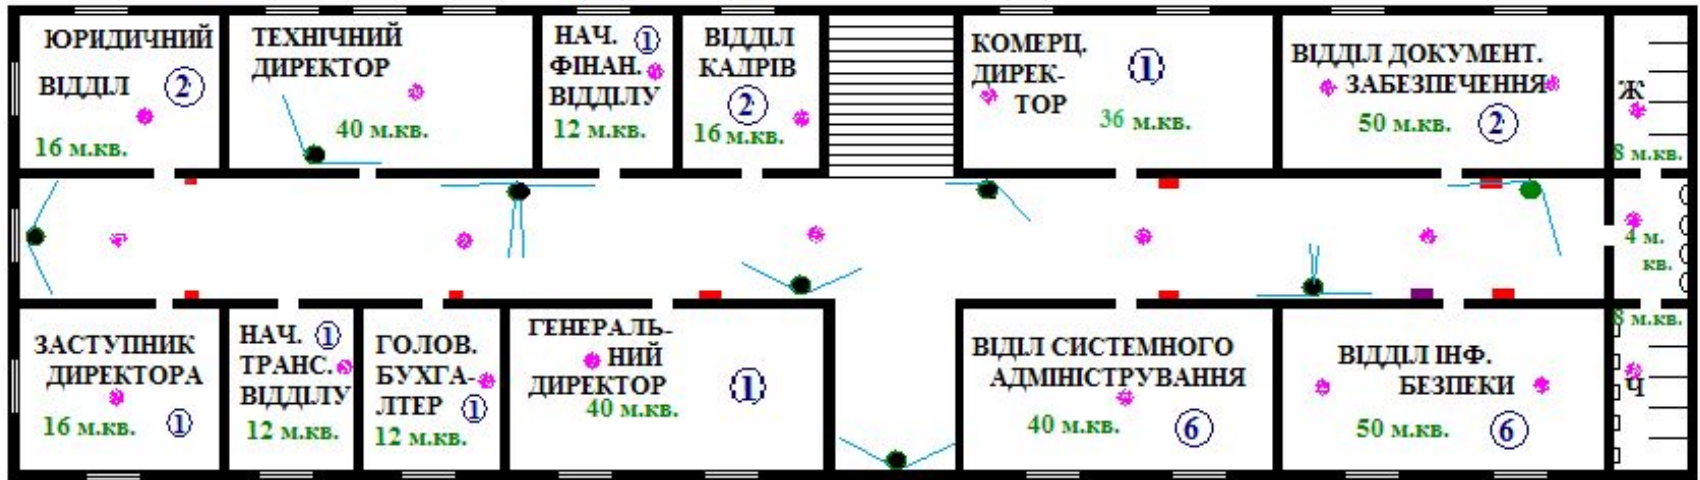 ЮРИДИЧНИЙ
ВІДДІЛ 2
16 м.кв.
ТЕХНІЧНИЙ
ДИРЕКТОР
40 м.кв.
НАЧ. 1
ФІНАН.
ВІДДІЛУ
12 м.кв.
ВІДДІЛ
КАДРІВ
2
16 м.кв.
КОМЕРЦ. 1
ДИРЕК-
ТОР
36 м.кв.
ВІДДІЛ ДОКУМЕНТ.
ЗАБЕЗПЕЧЕННЯ
50 м.кв. 2
Ж
8 м.кв.
4 м.
кв.
ЗАСТУПНИК
ДИРЕКТОРА
16 м.кв. 1
НАЧ. 1
ТРАНС.
ВІДДІЛУ
12 м.кв.
ГОЛОВ.
БУХГА-
ЛТЕР 1
12 м.кв.
ГЕНЕРАЛЬ-
НИЙ
ДИРЕКТОР 1
40 м.кв.
ВІДІЛ СИСТЕМНОГО
АДМІНІСТРУВАННЯ
40 м.кв. 6
ВІДДІЛ ІНФ.
БЕЗПЕКИ
50 м.кв. 6
8 м.кв.
Ч